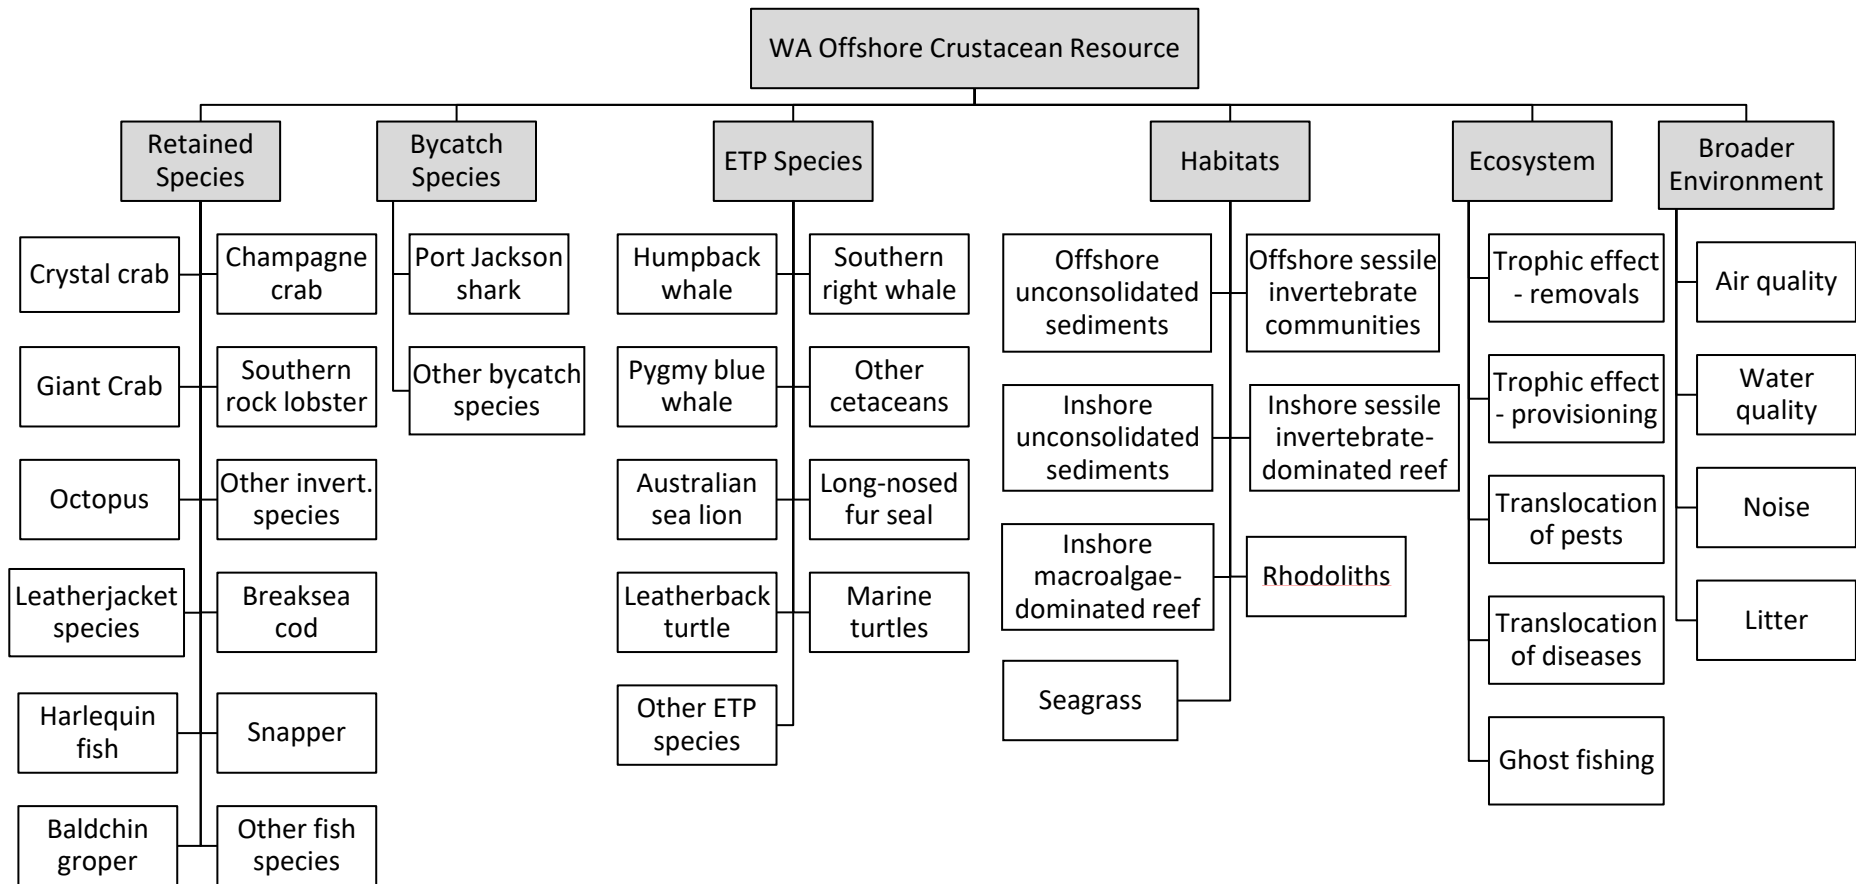 WA Offshore Crustacean Resource
Retained
Species
Bycatch
Species
ETP Species
Habitats
Ecosystem
Broader
Environment
Crystal crab
Champagne
crab
Giant Crab
Southern
rock lobster
Octopus
Other invert.
species
Leatherjacket
species
Breaksea
cod
Harlequin
fish
Snapper
Baldchin
groper
Other fish
species
Port Jackson
shark
Other bycatch
species
Humpback
whale
Southern
right whale
Pygmy blue
whale
Other
cetaceans
Australian
sea lion
Long-nosed
fur seal
Leatherback
turtle
Marine
turtles
Other ETP
species
Offshore
unconsolidated
sediments
Offshore sessile
invertebrate
communities
Inshore
unconsolidated
sediments
Inshore sessile
invertebrate-
dominated reef
Inshore
macroalgae-
dominated reef
Rhodoliths
Seagrass
Trophic effect
- removals
Trophic effect
- provisioning
Translocation
of pests
Translocation
of diseases
Ghost fishing
Air quality
Water
quality
Noise
Litter